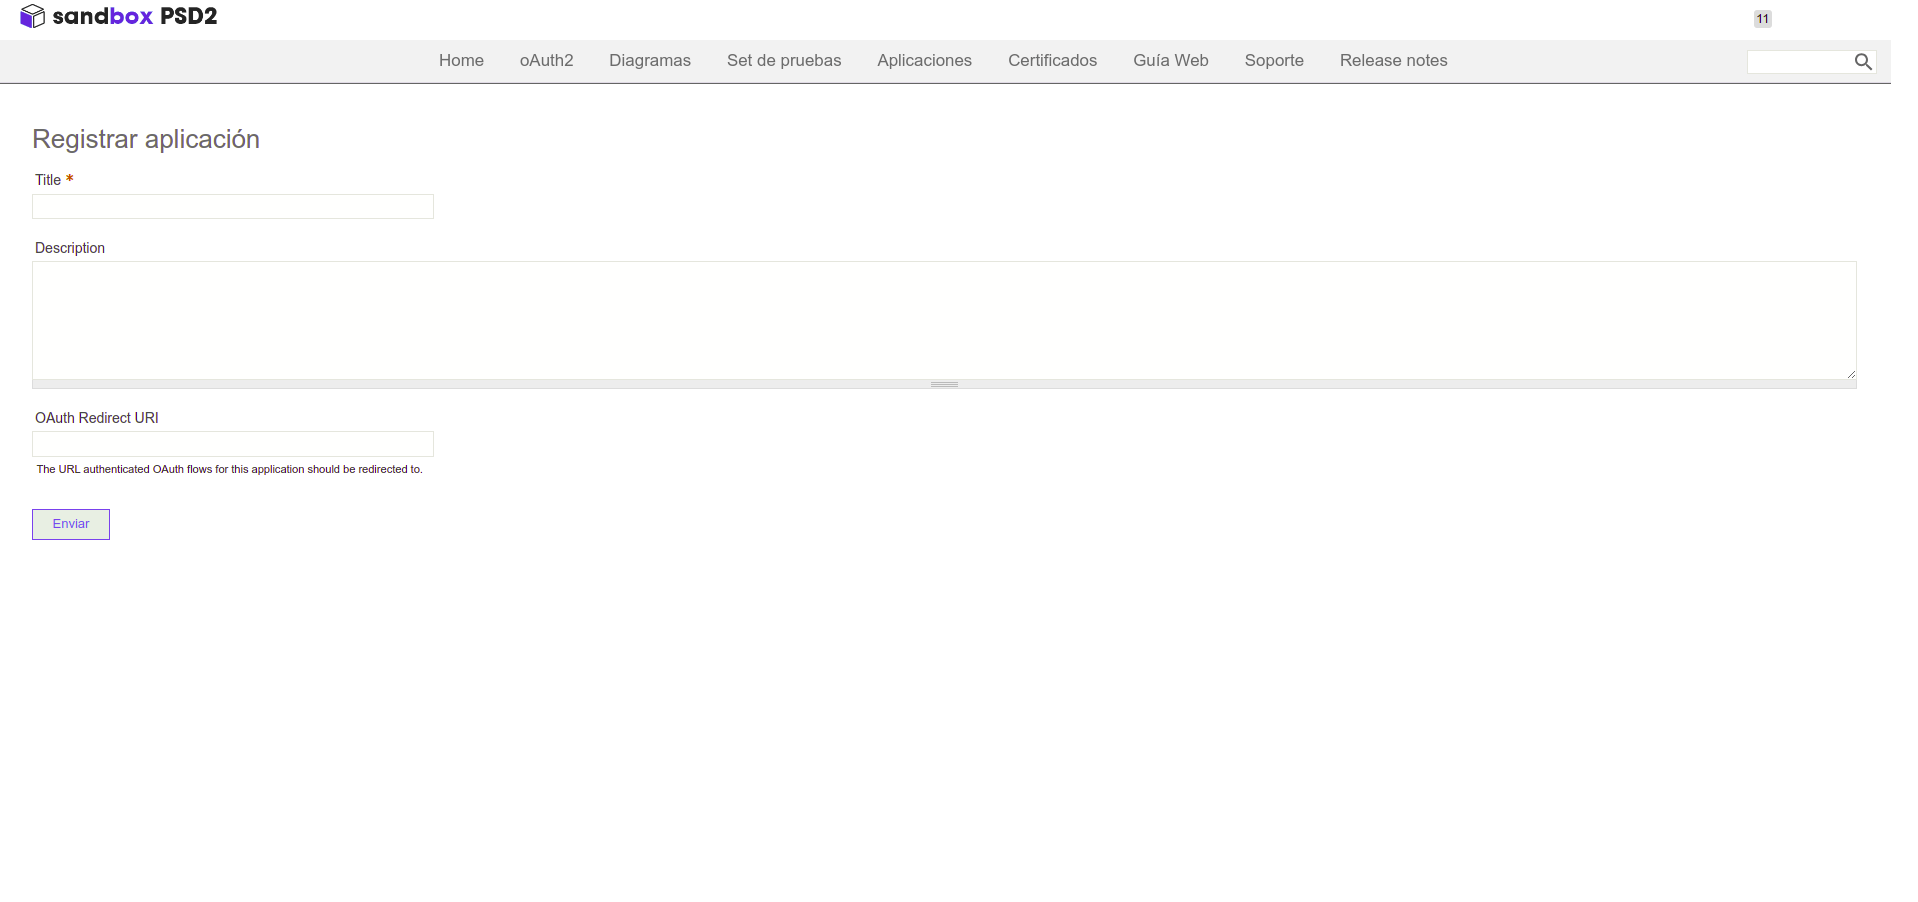 sandbox PSD2
11
Home oAuth2 Diagramas Set de pruebas Aplicaciones Certificados Guía Web Soporte Release notes
Registrar aplicación
Title *
Description
OAuth Redirect URI
The URL authenticated OAuth flows for this application should be redirected to.
Enviar